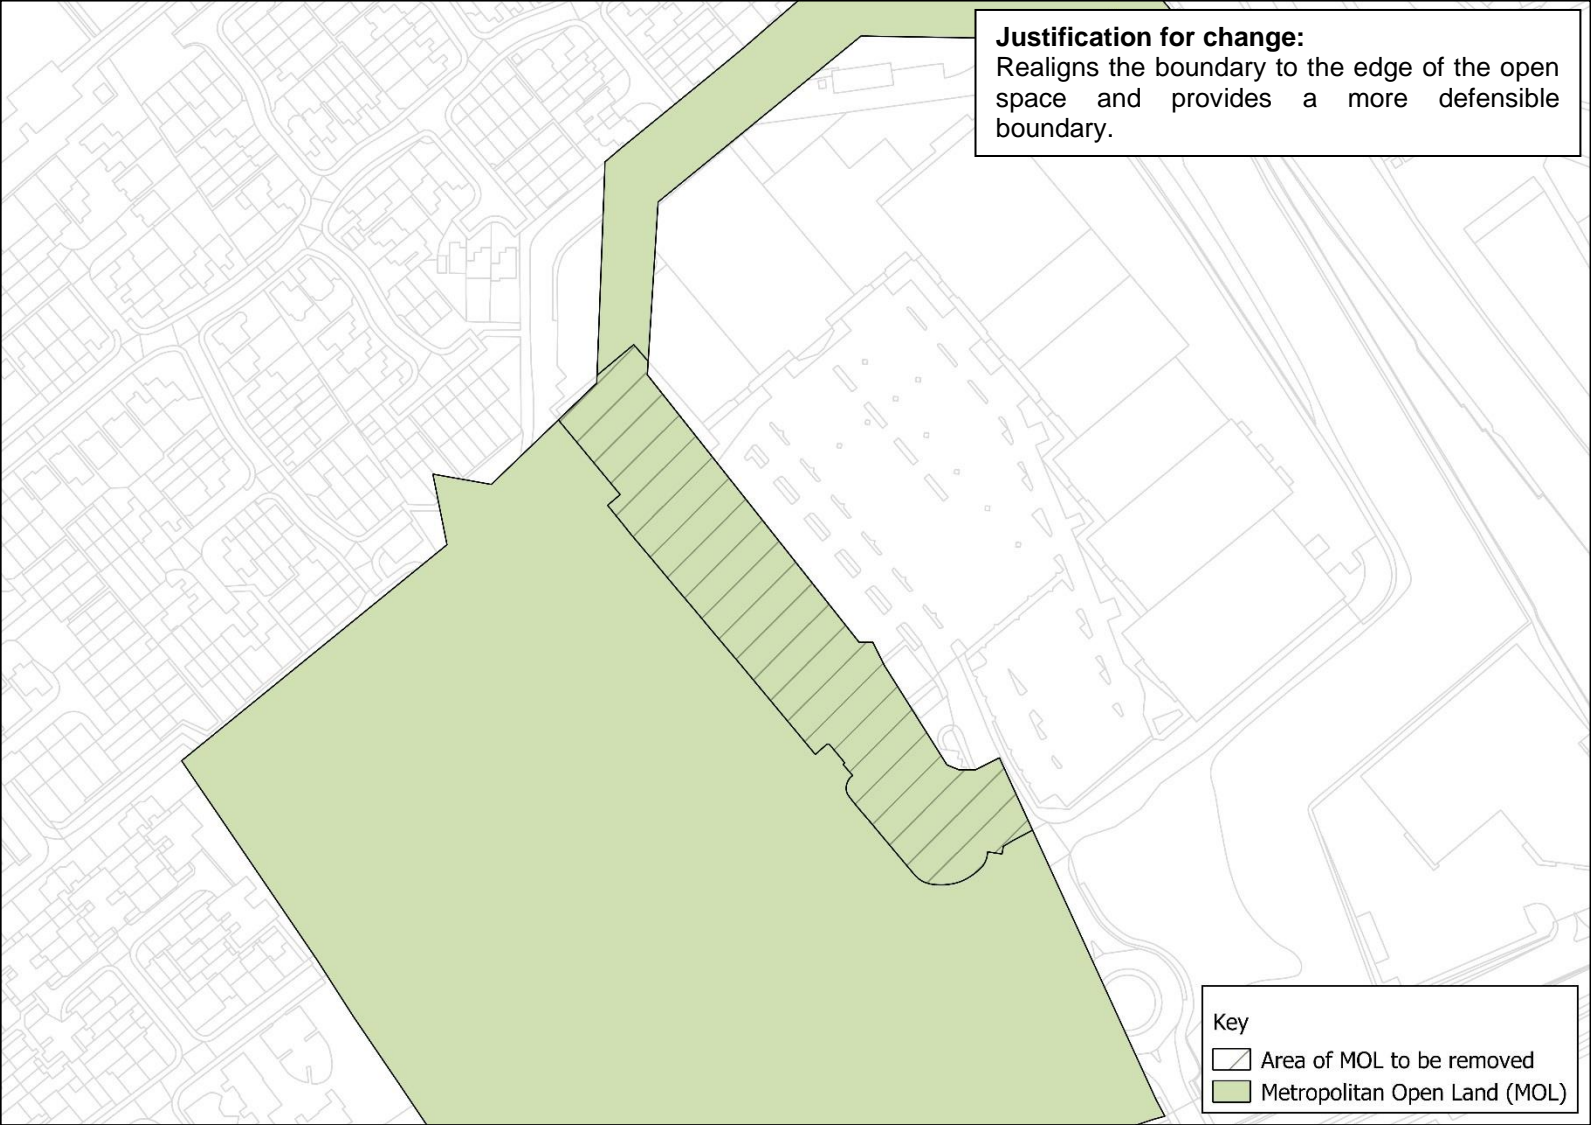 Justification for change:
Realigns the boundary to the edge of the open
space and provides a more defensible
boundary.
Key
Area of MOL to be removed
Metropolitan Open Land (MOL)